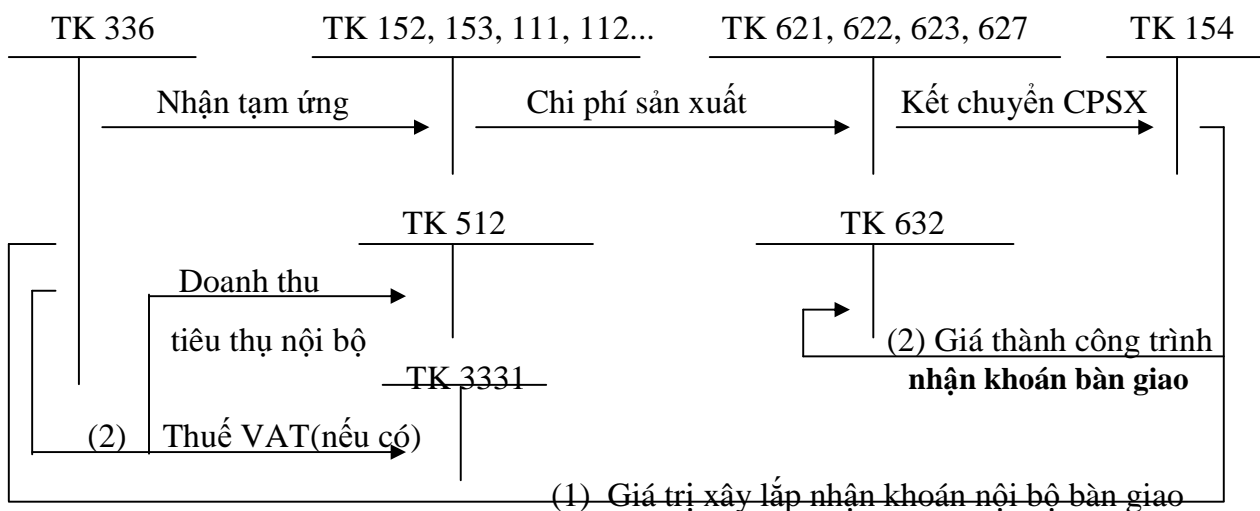 TK 336 TK 152, 153, 111, 112... TK 621, 622, 623, 627 TK 154
Nhận tạm ứng Chi phí sản xuất Kết chuyển CPSX
TK 512 TK 632
Doanh thu
tiêu thụ nội bộ
(2) Giá thành công trình
nhận khoán bàn giao
TK 3331
(2) Thuế VAT(nếu có)
(1) Giá trị xây lắp nhận khoán nội bộ bàn giao